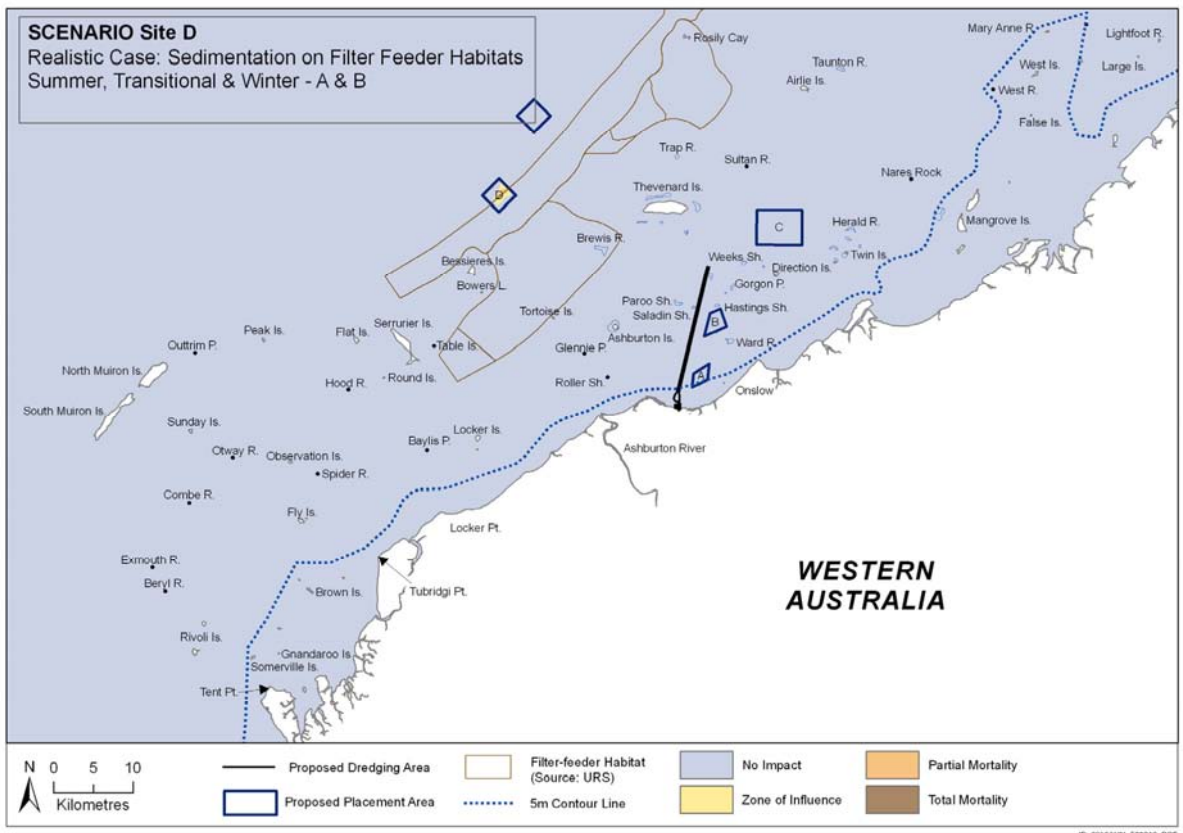 SCENARIO Site D
Realistic Case: Sedimentation on Filter Feeder Habitats
Summer, Transitional & Winter - A & B
Mary Anne R.
Lightfoot R.
Rosily Cay
Taunton R.
Airlie Is.
West Is.
Large Is.
West R.
False Is.
Trap R.
Sultan R.
Nares Rock
D
Thevenard Is.
C
Herald R.
Mangrove Is.
Brewis R.
Weeks Sh.
Twin Is.
Bessieres Is.
Direction Is.
Bowers L.
Gorgon P.
Paroo Sh.
Hastings Sh.
Tortoise Is.
Saladin Sh.
B
Peak Is.
Flat Is.
Serrurier Is.
Ashburton Is.
Outtrim P.
Table Is.
Glennie P.
Ward R.
North Muiron Is.
Round Is.
Hood R.
Roller Sh.
A
Onslow
South Muiron Is.
Sunday Is.
Locker Is.
Baylis P.
Ashburton River
Otway R.
Observation Is.
Spider R.
Combe R.
Fly Is.
Locker Pt.
Exmouth R.
Beryl R.
Brown Is.
Tubridgi Pt.
WESTERN
AUSTRALIA
Rivoli Is.
Gnandaroo Is.
Somerville Is.
Tent Pt.
N
0 5 10
Kilometres
Proposed Dredging Area
Proposed Placement Area
Filter-feeder Habitat
(Source: URS)
5m Contour Line
No Impact
Zone of Influence
Partial Mortality
Total Mortality